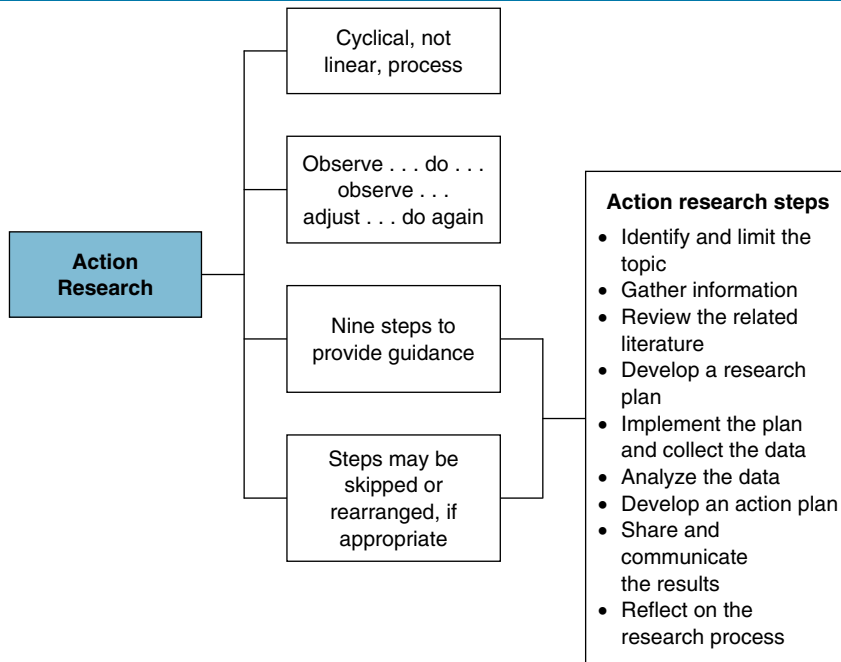 Cyclical, not
linear, process
Observe . . . do . . .
observe . . .
adjust . . . do again
Action
Research
Nine steps to
provide guidance
Steps may be
skipped or
rearranged, if
appropriate
Action research steps
• Identify and limit the
topic
• Gather information
• Review the related
literature
• Develop a research
plan
• Implement the plan
and collect the data
• Analyze the data
• Develop an action plan
• Share and
communicate
the results
• Reflect on the
research process